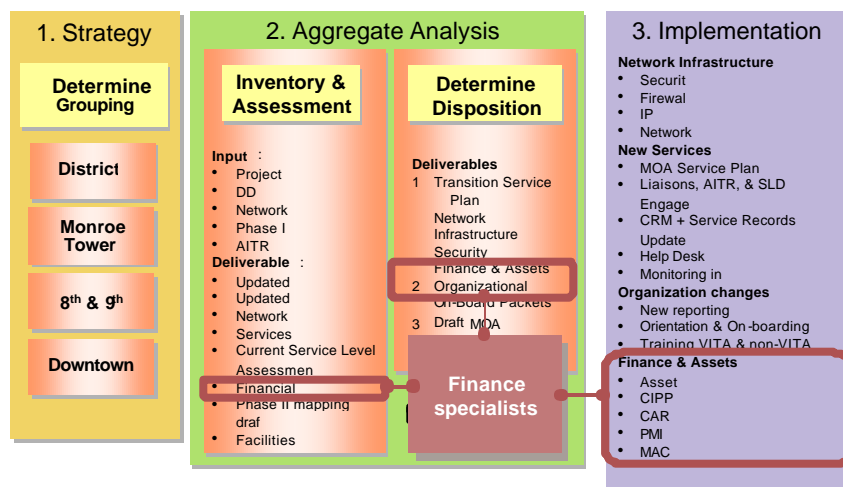 1. Strategy
Determine
Grouping
District
Monroe
Tower
8th & 9th
Downtown
2. Aggregate Analysis
Inventory &
Assessment
Input :
• Project
• DD
• Network
• Phase I
• AITR
Deliverable :
• Updated
• Updated
• Network
• Services
• Current Service Level
Assessmen
• Financial
• Phase II mapping
draf
• Facilities
Determine
Disposition
Deliverables
1 Transition Service
Plan
Network
Infrastructure
Security
Finance & Assets
2 Organizational
On-Board Packets
3 Draft MOA
Finance
specialists
3. Implementation
Network Infrastructure
• Securit
• Firewal
• IP
• Network
New Services
• MOA Service Plan
• Liaisons, AITR, & SLD
Engage
• CRM + Service Records
Update
• Help Desk
• Monitoring in
Organization changes
• New reporting
• Orientation & On-boarding
• Training VITA & non-VITA
Finance & Assets
• Asset
• CIPP
• CAR
• PMI
• MAC